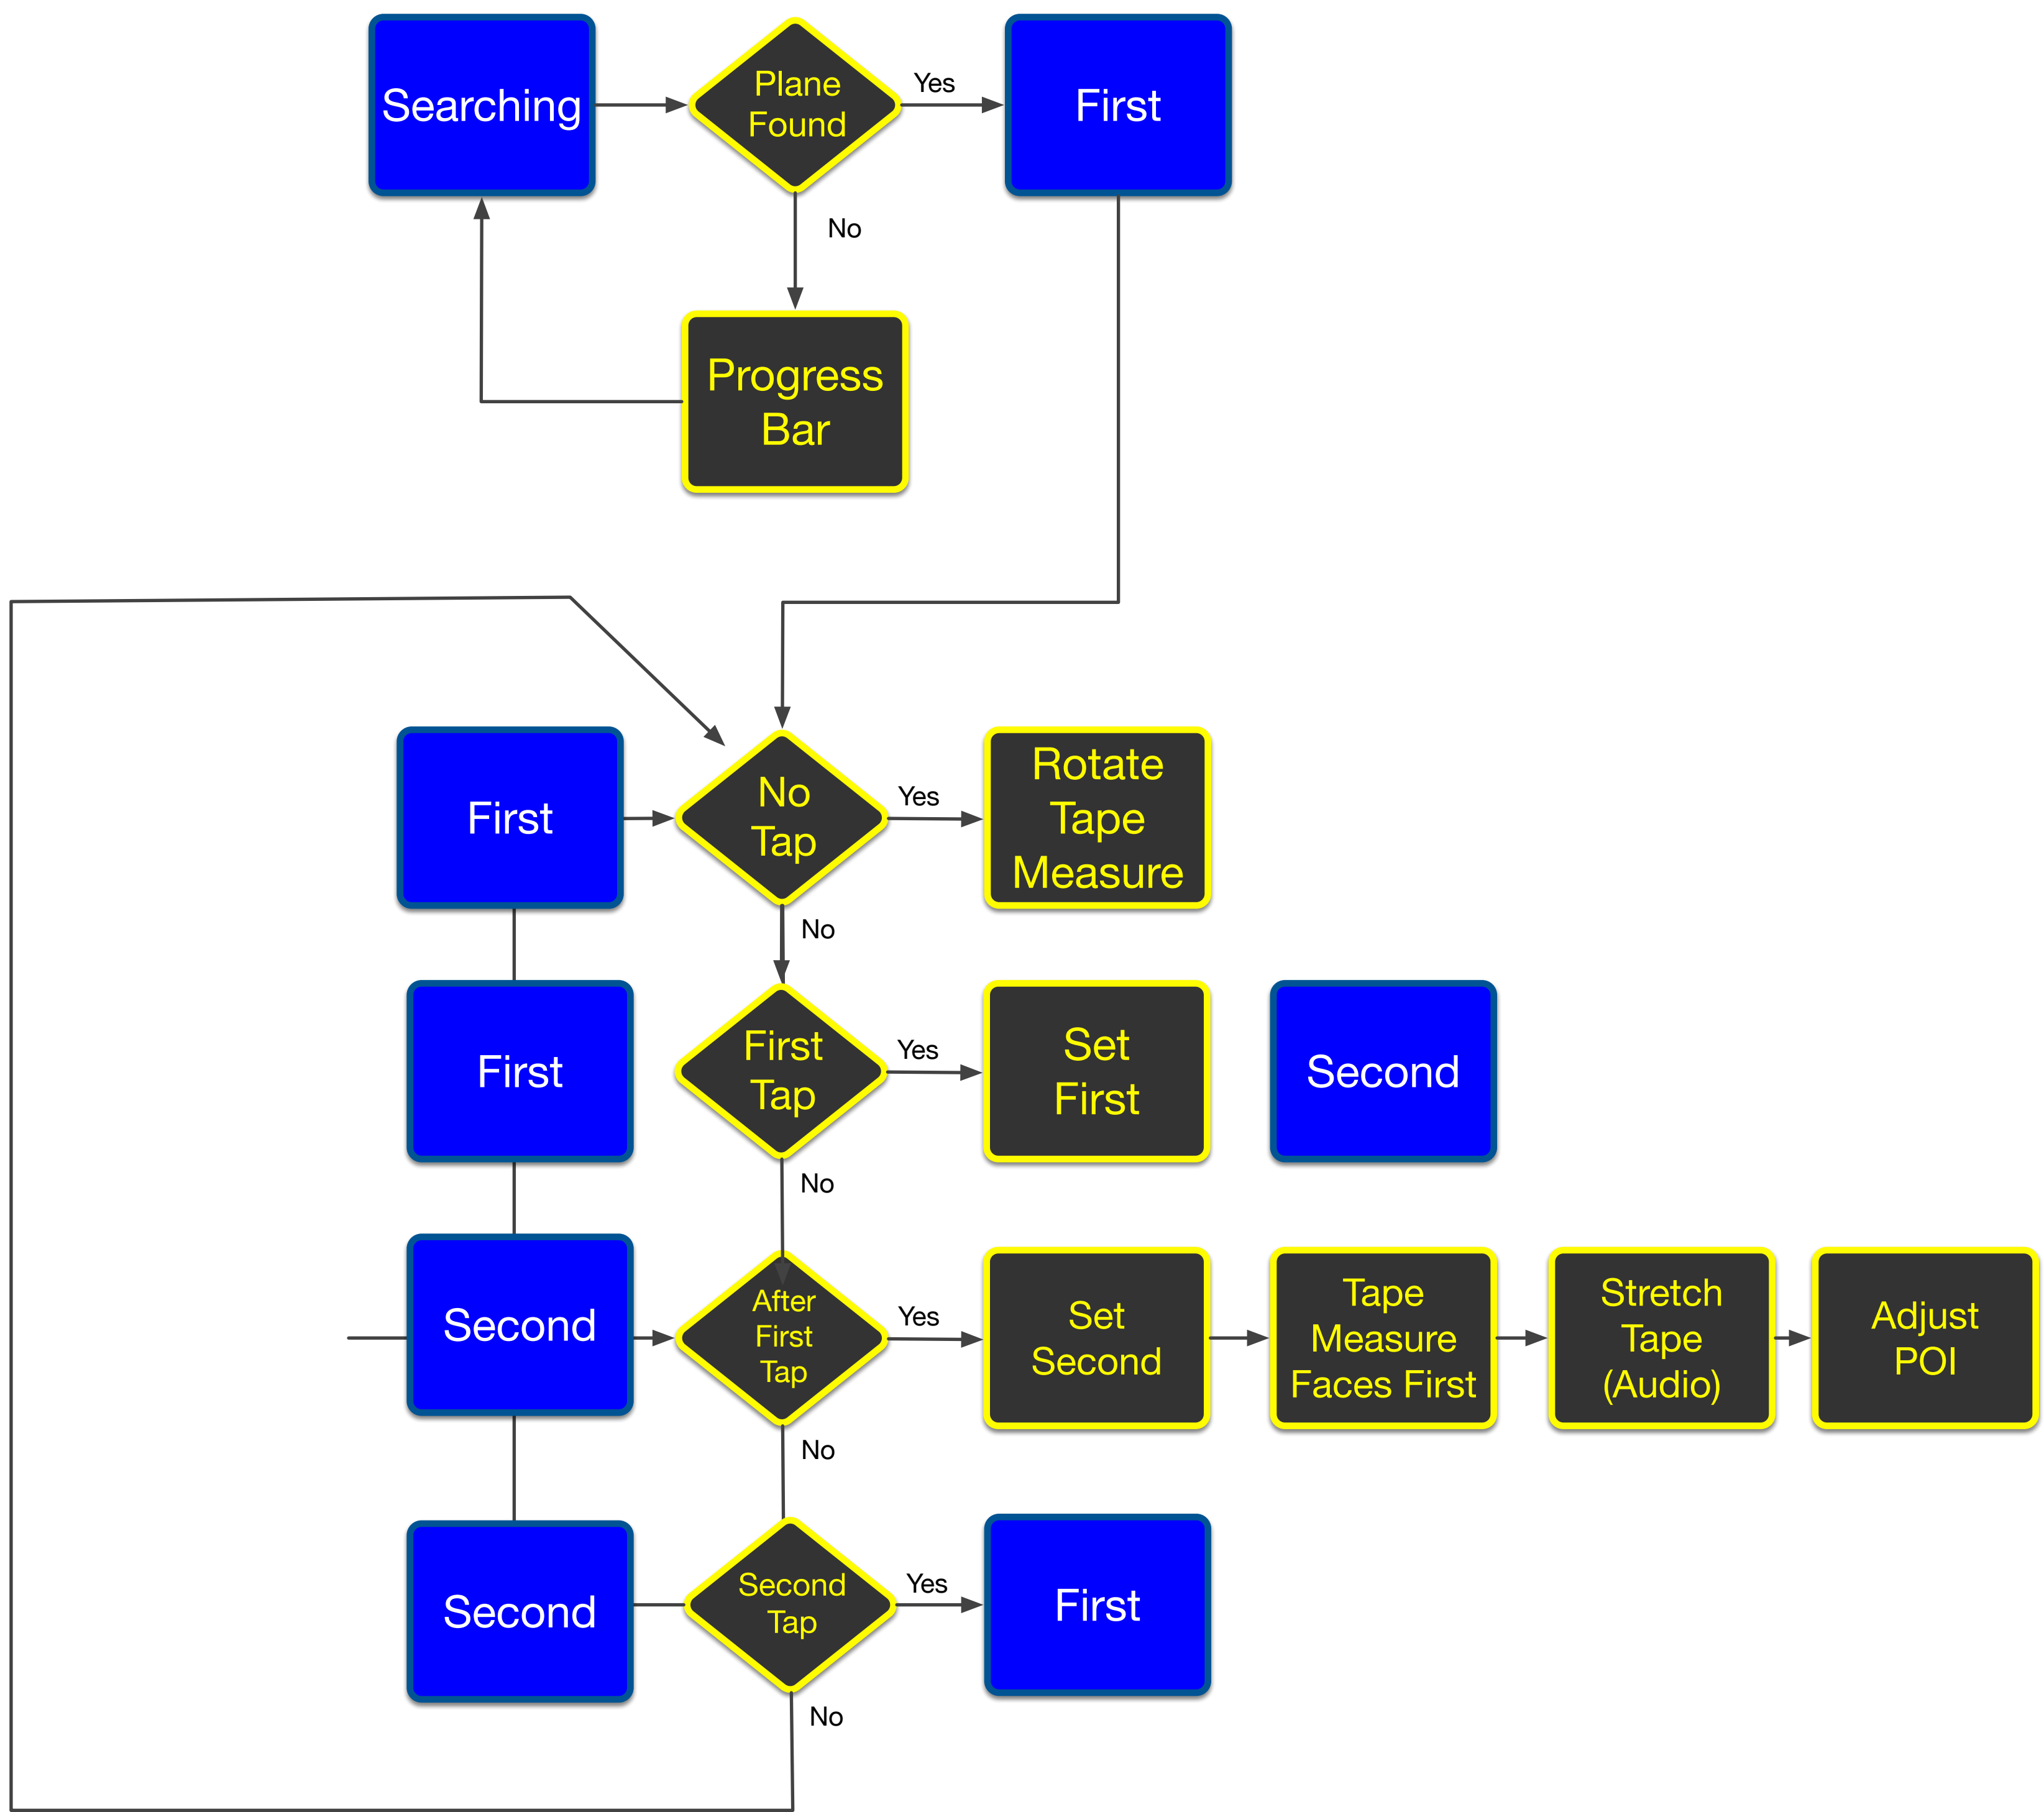 Searching
Plane
Found
Yes
First
No
Progress
Bar
First
No
Tap
Yes
Rotate
Tape
Measure
No
First
First
Tap
Yes
Set
First
Second
No
Second
After
First
Tap
Yes
Set
Second
Tape
Measure
Faces First
Stretch
Tape
(Audio)
Adjust
POI
No
Second
Second
Tap
Yes
First
No